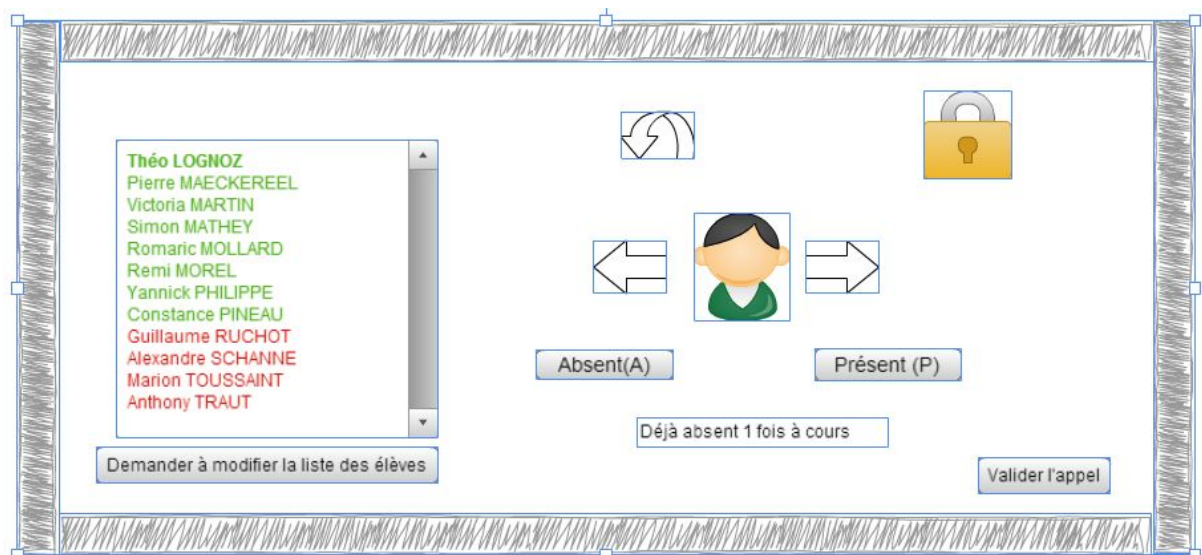 Théo LOGNOZ
Pierre MAECKEREEL
Victoria MARTIN
Simon MATHEY
Romaric MOLLARD
Remi MOREL
Yannick PHILIPPE
Constance PINEAU
Guillaume RUCHOT
Alexandre SCHANNE
Marion TOUSSAINT
Anthony TRAUT
Demander à modifier la liste des élèves
Absent(A)
Présent (P)
Déjà absent 1 fois à cours
Valider l'appel